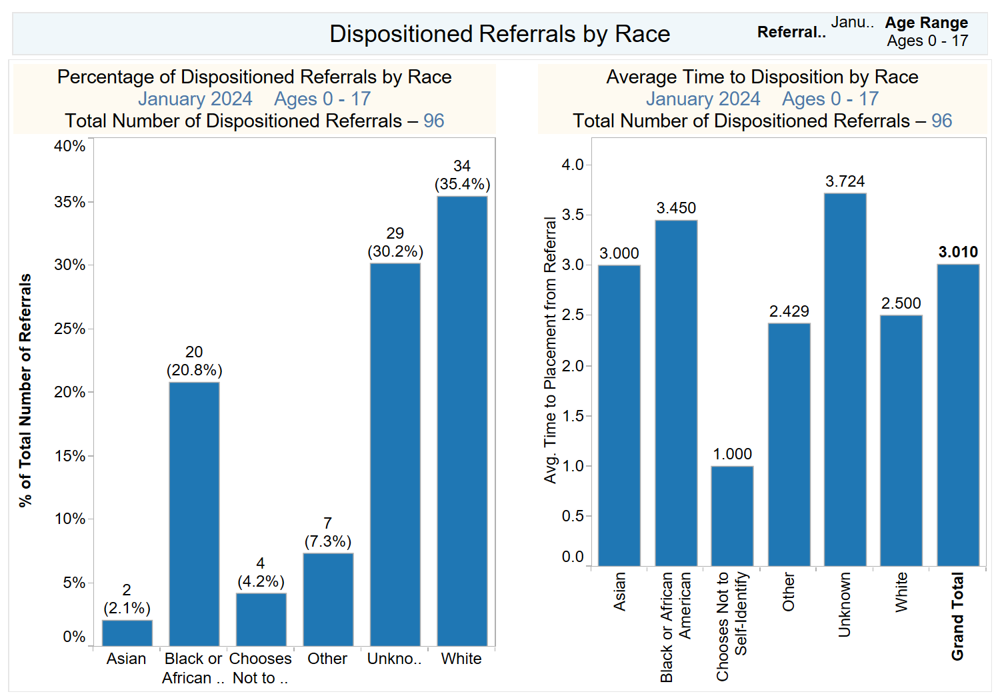 Dispositioned Referrals by Race
Referral..
Janu..
Age Range
Ages 0 - 17
Percentage of Dispositioned Referrals by Race
January 2024 Ages 0 - 17
Total Number of Dispositioned Referrals – 96
% of Total Number of Referrals
40%
35%
30%
25%
20%
15%
10%
5%
0%
2
(2.1%)
20
(20.8%)
4
(4.2%)
7
(7.3%)
29
(30.2%)
34
(35.4%)
Asian
Black or
African ..
Chooses
Not to ..
Other
Unkno..
White
Average Time to Disposition by Race
January 2024 Ages 0 - 17
Total Number of Dispositioned Referrals – 96
Avg. Time to Placement from Referral
4.0
3.5
3.0
2.5
2.0
1.5
1.0
0.5
0.0
3.000
3.450
1.000
2.429
3.724
2.500
3.010
Asian
Black or African
American
Chooses Not to
Self-Identify
Other
Unknown
White
Grand Total